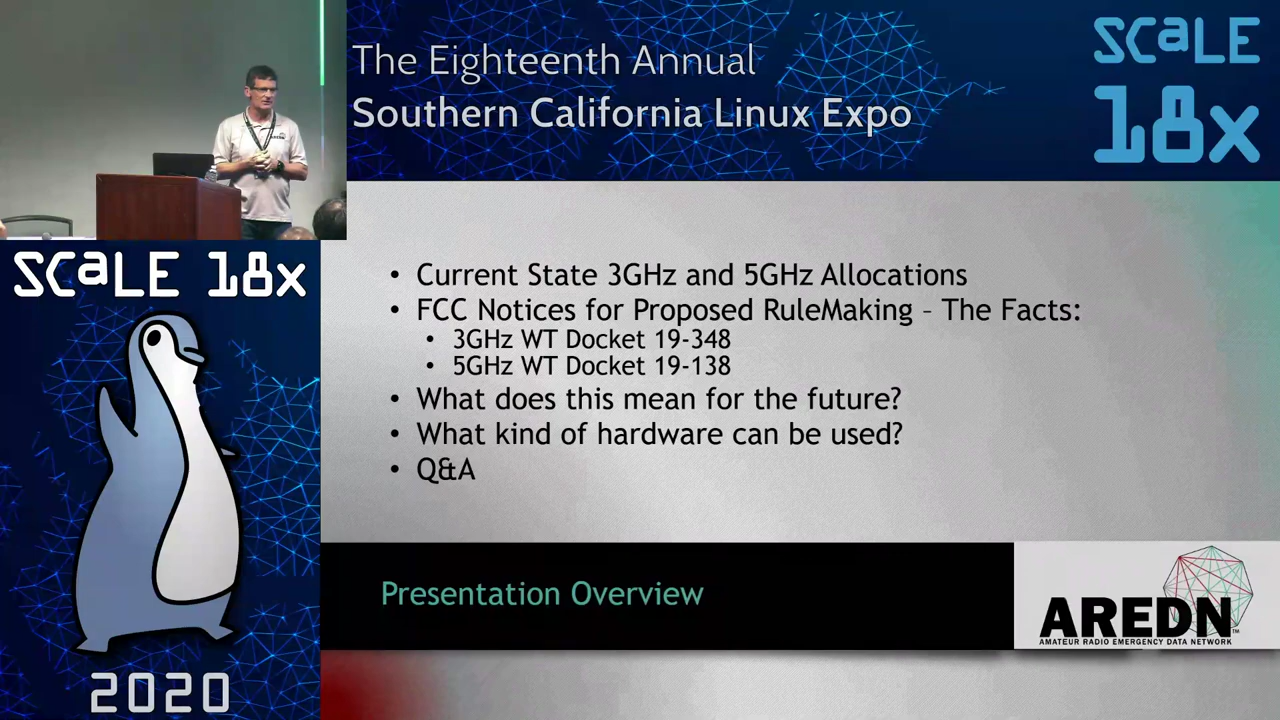 The Eighteenth Annual
Southern California Linux Expo
SCaLE
18x
AREDN
SCaLE 18x
2020
• Current State 3GHz and 5GHz Allocations
• FCC Notices for Proposed RuleMaking – The Facts:
• 3GHz WT Docket 19-348
• 5GHz WT Docket 19-138
• What does this mean for the future?
• What kind of hardware can be used?
• Q&A
Presentation Overview
AREDN™
AMATEUR RADIO EMERGENCY DATA NETWORK